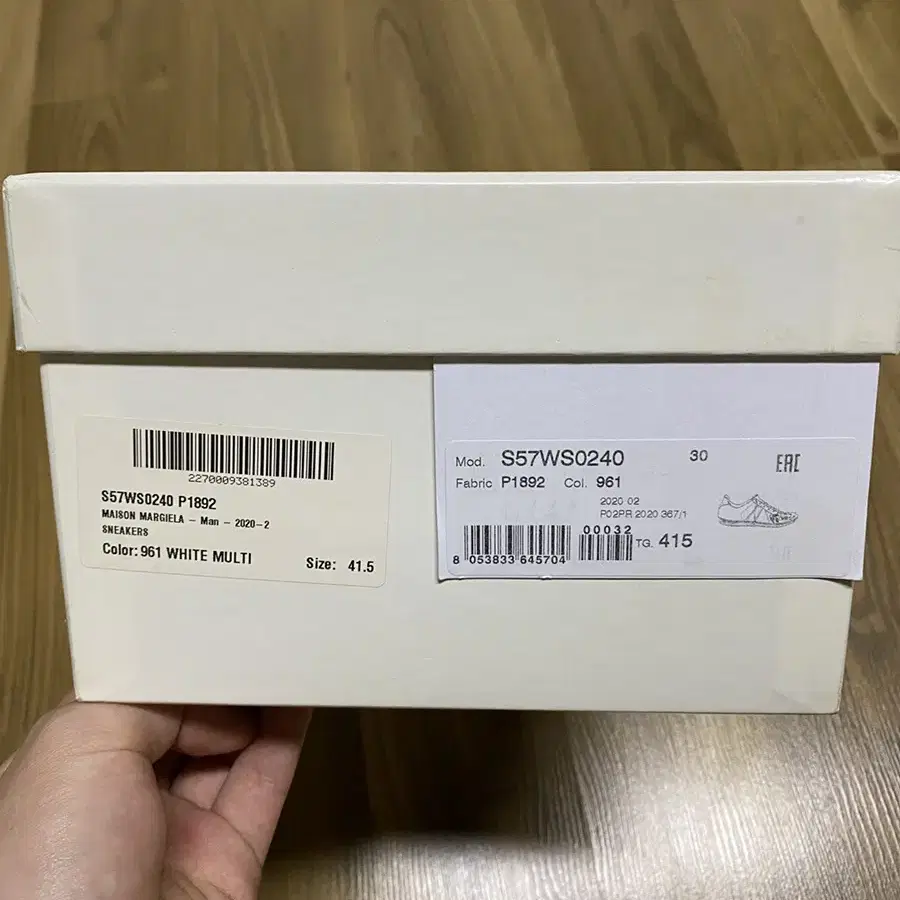 2270009381389
S57WS0240 P1892
MAISON MARGIELA - Man - 2020-2
SNEAKERS
Color: 961 WHITE MULTI
Size: 41.5
Mod. S57WS0240 30 EAC
Fabric P1892 Col. 961
2020 02
P02PR 2020 367/1
00032
8 053833 645704 TG. 415